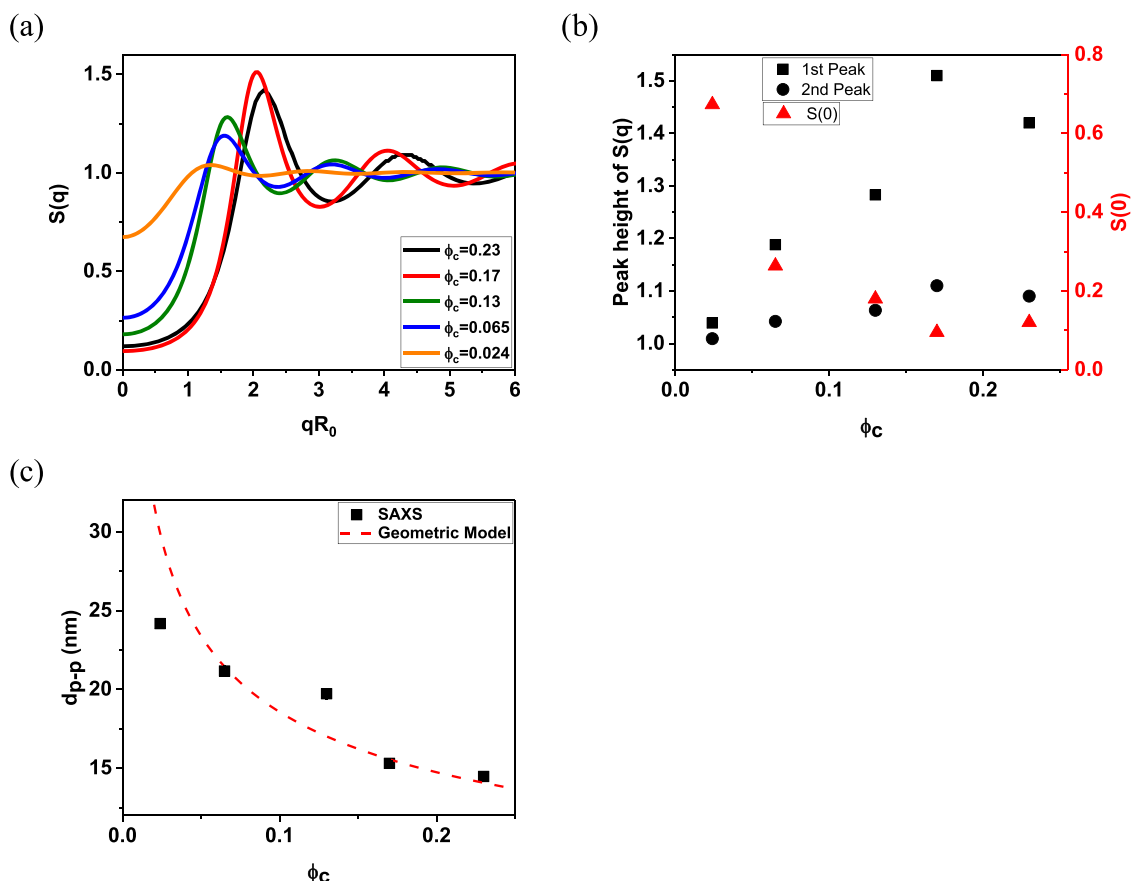 (a)
1.5
1.0
0.5
0.0
S(q)
ϕc=0.23
ϕc=0.17
ϕc=0.13
ϕc=0.065
ϕc=0.024
0 1 2 3 4 5 6
qR0
(b)
1st Peak
2nd Peak
S(0)
1.5
1.4
1.3
1.2
1.1
1.0
Peak height of S(q)
0.8
0.6
0.4
0.2
0.0
S(0)
0.0 0.1 0.2
ϕc
(c)
SAXS
Geometric Model
30
25
20
15
dp-p (nm)
0.0 0.1 0.2
ϕc